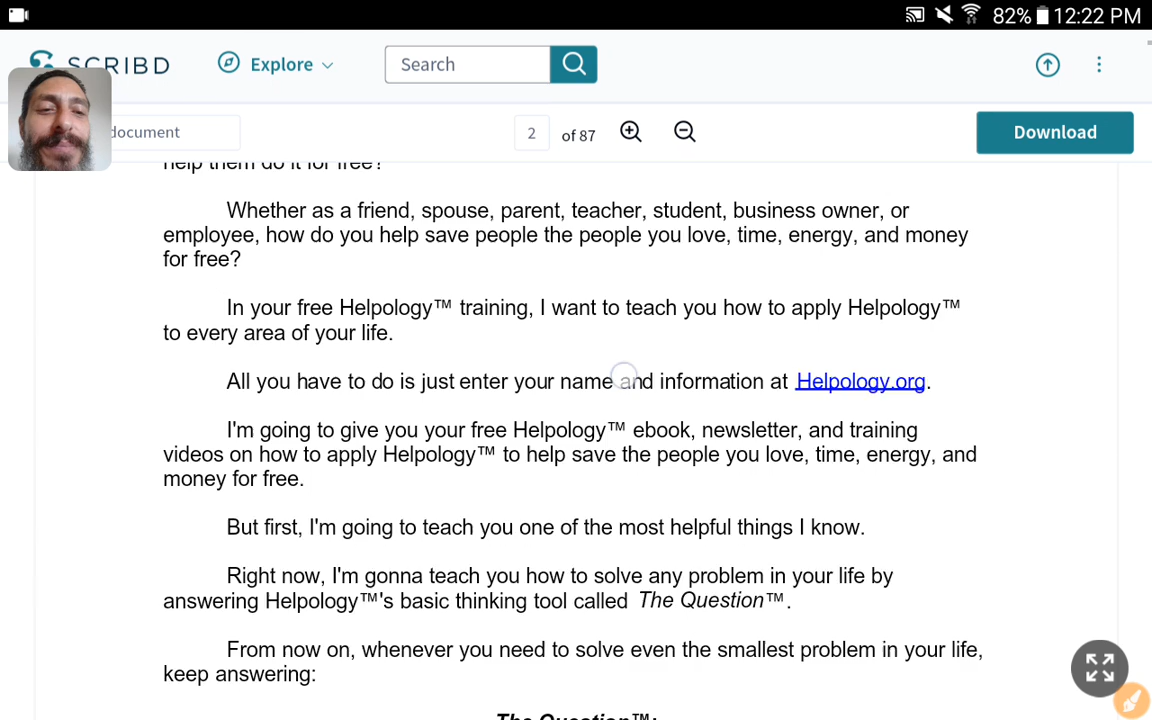 82% 12:22 PM
SCRIBD Explore Search
document 2 of 87 Download
help them do it for free?
Whether as a friend, spouse, parent, teacher, student, business owner, or
employee, how do you help save people the people you love, time, energy, and money
for free?
In your free Helpology™ training, I want to teach you how to apply Helpology™
to every area of your life.
All you have to do is just enter your name and information at Helpology.org.
I'm going to give you your free Helpology™ ebook, newsletter, and training
videos on how to apply Helpology™ to help save the people you love, time, energy, and
money for free.
But first, I'm going to teach you one of the most helpful things I know.
Right now, I'm gonna teach you how to solve any problem in your life by
answering Helpology™'s basic thinking tool called The Question™.
From now on, whenever you need to solve even the smallest problem in your life,
keep answering:
The Question™: